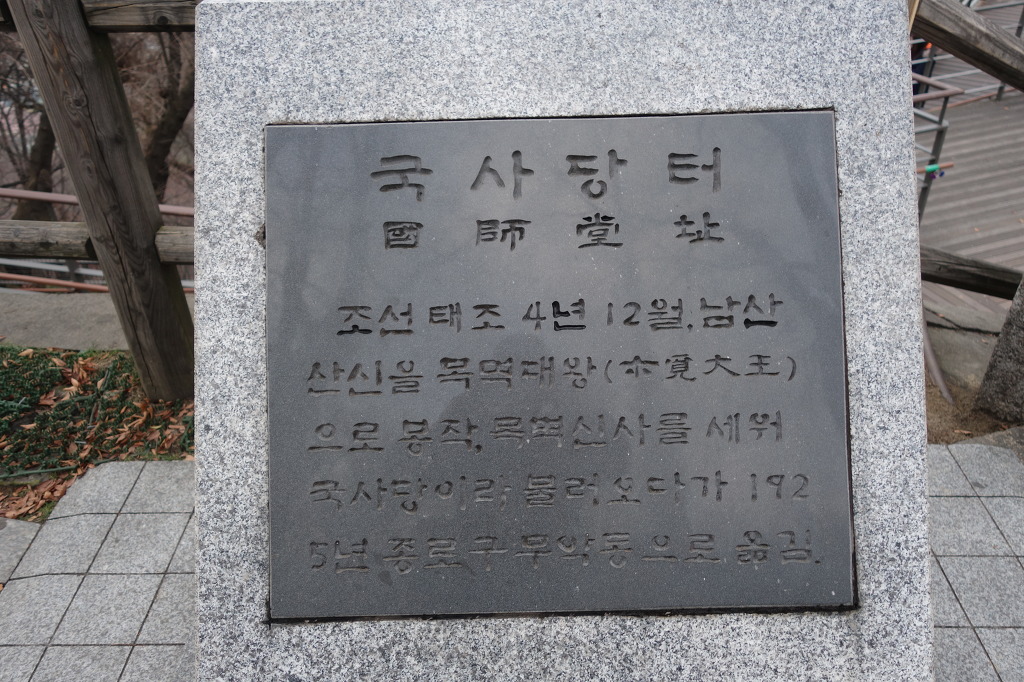 국사당터
國師堂址
조선 태조 4년 12월, 남산
산신을 목멱대왕(木覓大王)
으로 봉작, 목멱신사를 세워
국사당이라 불러오다가 192
5년 종로구 무악동으로 옮김.